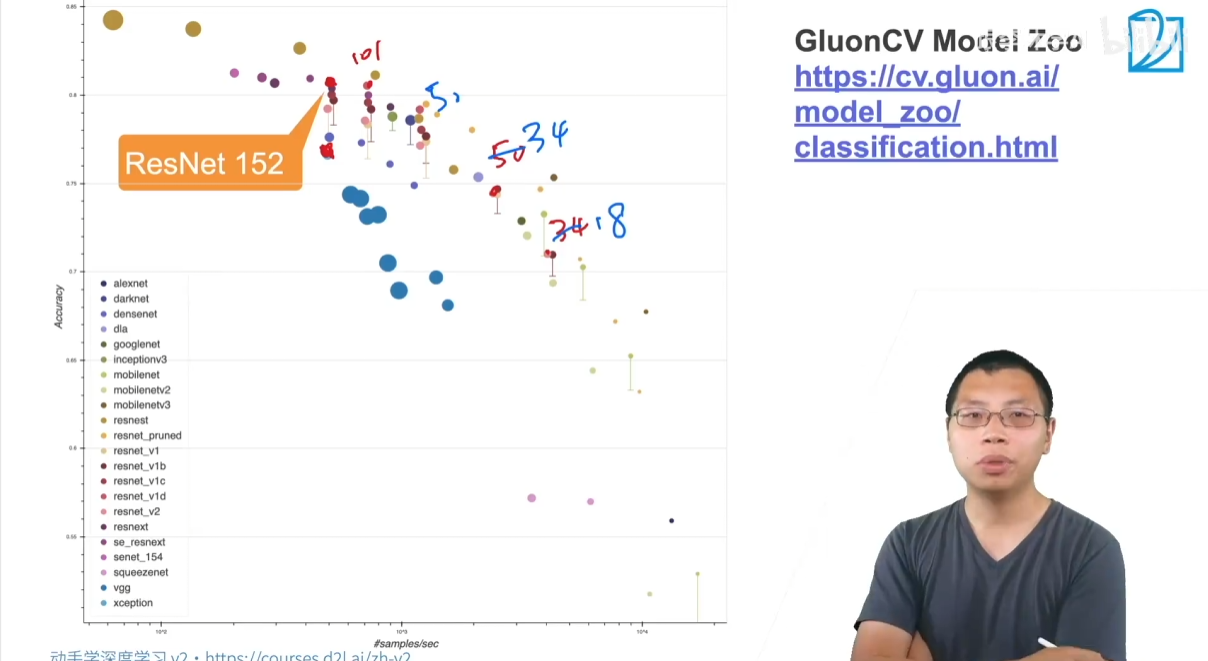 0.85
GluonCV Model Zoo
https://cv.gluon.ai/
model_zoo/
classification.html
101
0.8
34
50
ResNet 152
0.75
34 18
0.7
Accuracy
alexnet
darknet
densenet
dla
googlenet
inceptionv3
0.65
mobilenet
mobilenetv2
mobilenetv3
resnest
resnet_pruned
0.6
resnet_v1
resnet_v1b
resnet_v1c
resnet_v1d
resnet_v2
resnext
0.55
se_resnext
senet_154
squeezenet
vgg
xception
10^2
10^3
10^4
#samples/sec
动手学深度学习 v2 · https://courses.d2l.ai/zh-v2